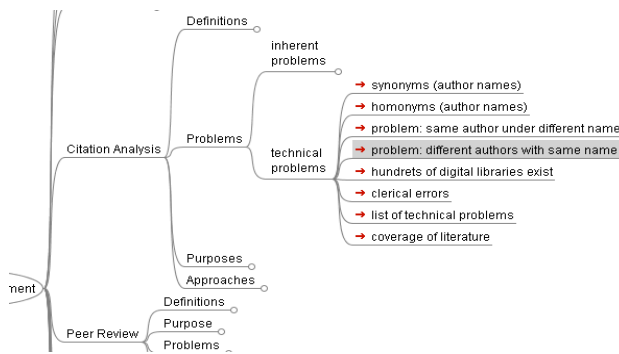 Definitions
inherent
problems
synonyms (author names)
homonyms (author names)
problem: same author under different name
Citation Analysis
Problems
technical
problems
problem: different authors with same name
hundrets of digital libraries exist
clerical errors
list of technical problems
coverage of literature
Purposes
Approaches
ment
Definitions
Peer Review
Purpose
Problems